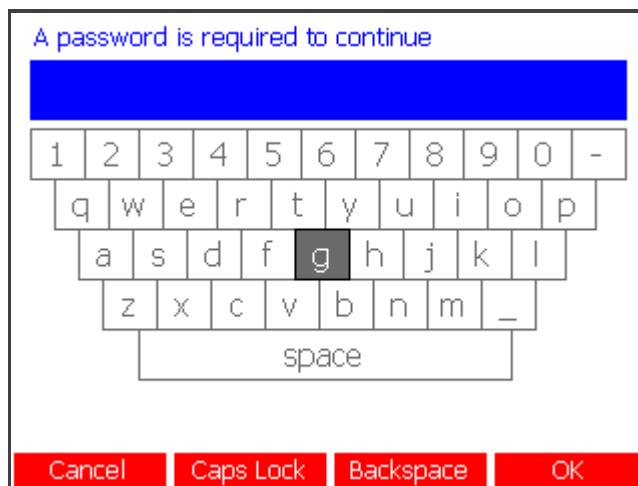 A password is required to continue
1 2 3 4 5 6 7 8 9 0 -
q w e r t y u i o p
a s d f g h j k l
z x c v b n m _
space
Cancel Caps Lock Backspace OK